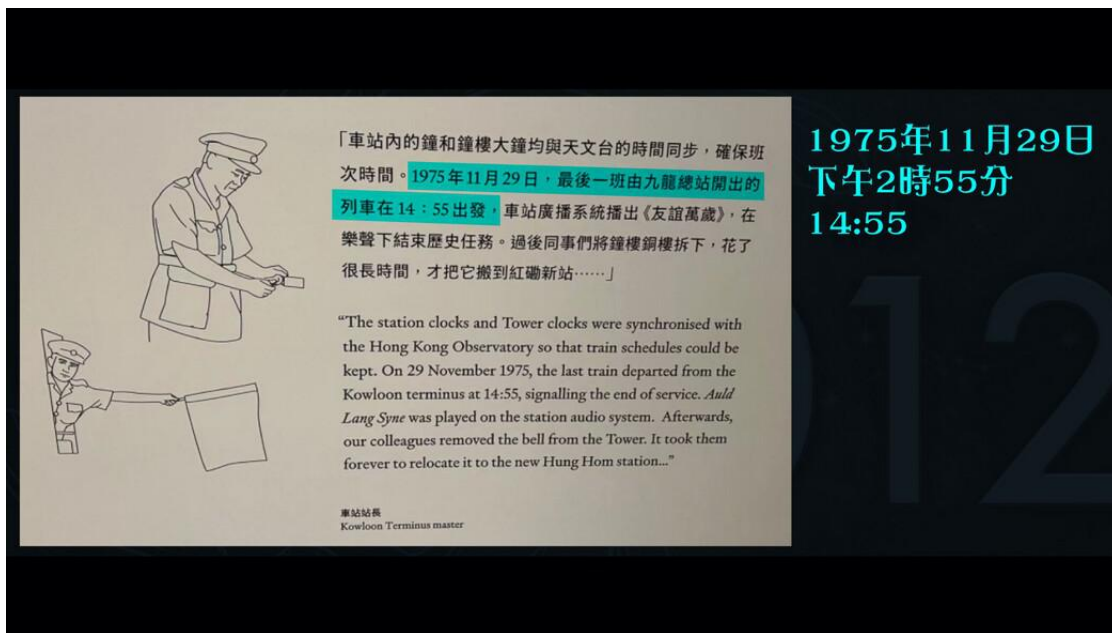 「車站內的鐘和鐘樓大鐘均與天文台的時間同步，確保班
次時間。1975年11月29日，最後一班由九龍總站開出的
列車在14：55出發，車站廣播系統播出《友誼萬歲》，在
樂聲下結束歷史任務。過後同事們將鐘樓銅樓拆下，花了
很長時間，才把它搬到紅磡新站……」
“The station clocks and Tower clocks were synchronised with
the Hong Kong Observatory so that train schedules could be
kept. On 29 November 1975, the last train departed from the
Kowloon terminus at 14:55, signalling the end of service. Auld
Lang Syne was played on the station audio system. Afterwards,
our colleagues removed the bell from the Tower. It took them
forever to relocate it to the new Hung Hom station...”
車站站長
Kowloon Terminus master
1975年11月29日
下午2時55分
14:55
012